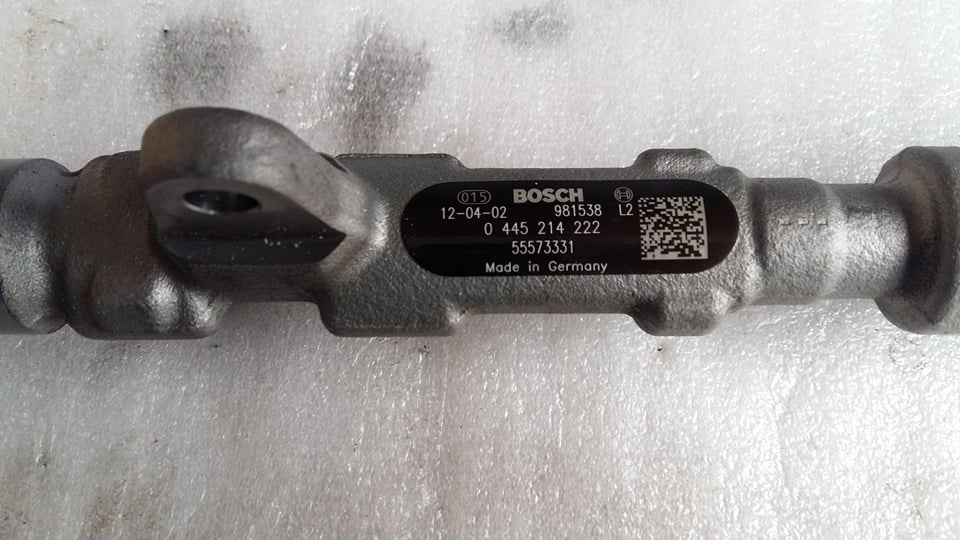 015 BOSCH
12-04-02 981538 L2
0 445 214 222
55573331
Made in Germany